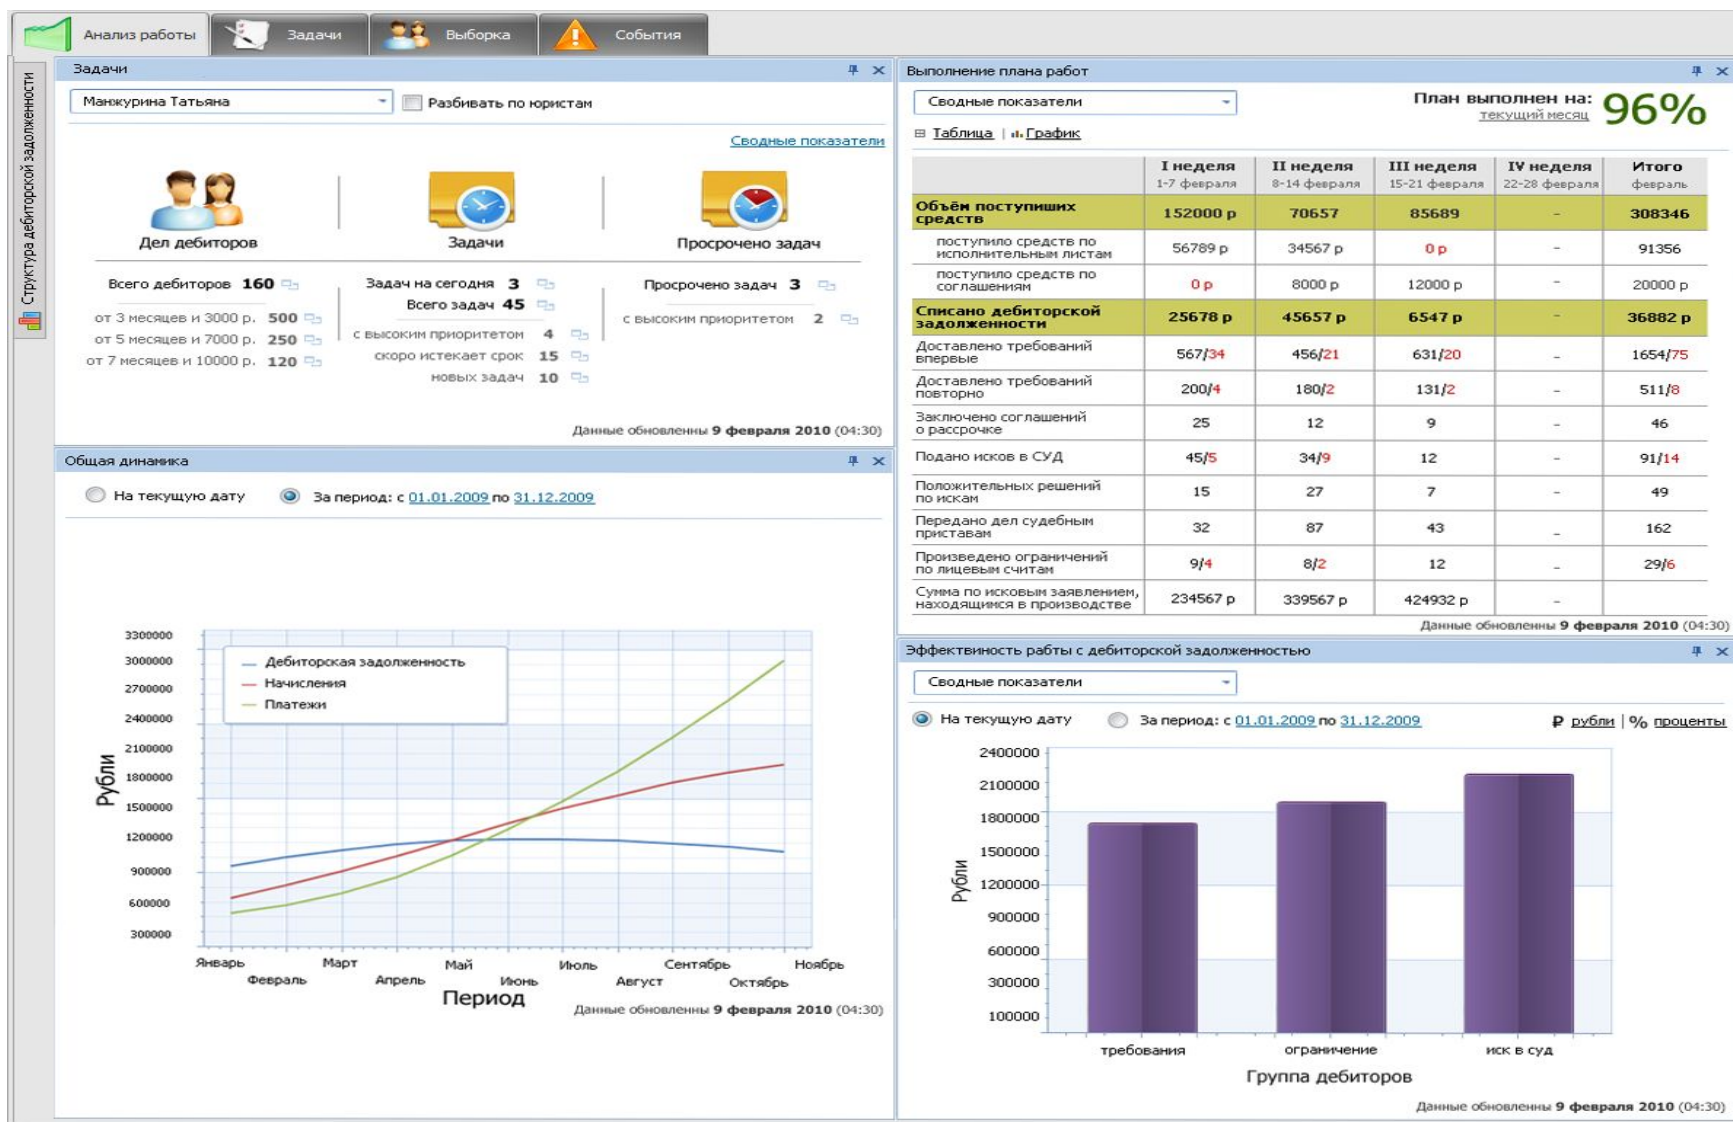 Анализ работы
Задачи
Выборка
События
Структура дебиторской задолженности
Задачи
Манжурина Татьяна
Разбивать по юристам
Сводные показатели
Дел дебиторов
Задачи
Просрочено задач
Всего дебиторов 160
от 3 месяцев и 3000 р. 500
от 5 месяцев и 7000 р. 250
от 7 месяцев и 10000 р. 120
Задач на сегодня 3
Всего задач 45
с высоким приоритетом 4
скоро истекает срок 15
новых задач 10
Просрочено задач 3
с высоким приоритетом 2
Данные обновленны 9 февраля 2010 (04:30)
Общая динамика
На текущую дату
За период: с 01.01.2009 по 31.12.2009
3300000
3000000
2700000
2400000
2100000
1800000
1500000
1200000
900000
600000
300000
Рубли
Дебиторская задолженность
Начисления
Платежи
Январь
Февраль
Март
Апрель
Май
Июнь
Июль
Август
Сентябрь
Октябрь
Ноябрь
Период
Данные обновленны 9 февраля 2010 (04:30)
Выполнение плана работ
Сводные показатели
План выполнен на: 96%
текущий месяц
Таблица | График
I неделя II неделя III неделя IV неделя Итого
1-7 февраля 8-14 февраля 15-21 февраля 22-28 февраля февраль
Объём поступиших
средств 152000 р 70657 85689 - 308346
поступило средств по
исполнительным листам 56789 р 34567 р 0 р - 91356
поступило средств по
соглашениям 0 р 8000 р 12000 р - 20000 р
Списано дебиторской
задолженности 25678 р 45657 р 6547 р - 36882 р
Доставлено требований
впервые 567/34 456/21 631/20 - 1654/75
Доставлено требований
повторно 200/4 180/2 131/2 - 511/8
Заключено соглашений
о рассрочке 25 12 9 - 46
Подано исков в СУД 45/5 34/9 12 - 91/14
Положительных решений
по искам 15 27 7 - 49
Передано дел судебным
приставам 32 87 43 - 162
Произведено ограничений
по лицевым считам 9/4 8/2 12 - 29/6
Сумма по исковым заявлением,
находящимся в производстве 234567 р 339567 р 424932 р -
Данные обновленны 9 февраля 2010 (04:30)
Эффектвиность рабты с дебиторской задолженностью
Сводные показатели
На текущую дату
За период: с 01.01.2009 по 31.12.2009
₽ рубли | % проценты
2400000
2100000
1800000
1500000
1200000
900000
600000
300000
100000
Рубли
требования
ограничение
иск в суд
Группа дебиторов
Данные обновленны 9 февраля 2010 (04:30)